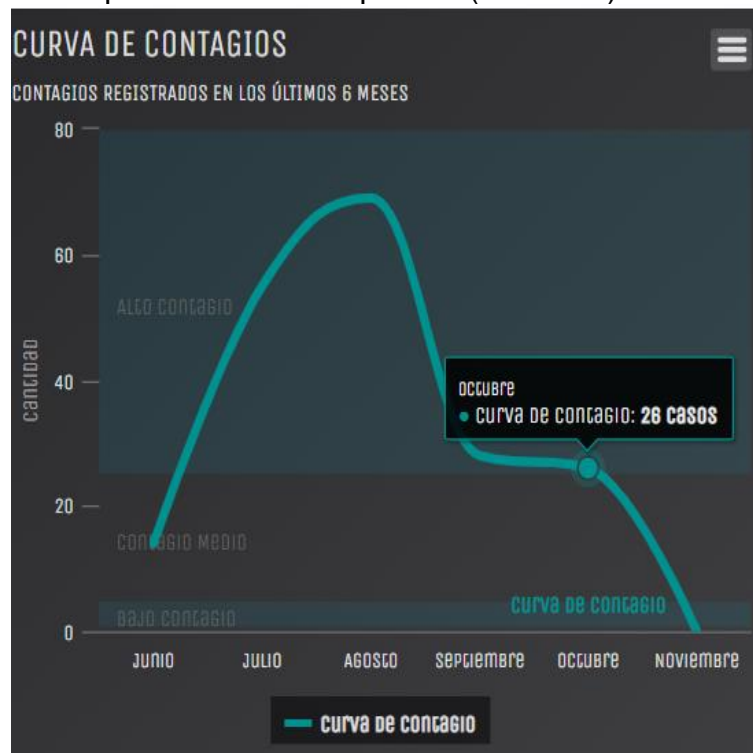 CURVA DE CONTAGIOS
CONTAGIOS REGISTRADOS EN LOS ÚLTIMOS 6 MESES
80
60
40
20
0
Cantidad
Alto contagio
Contagio Medio
Bajo contagio
octubre
curva de contagio: 26 casos
curva de contagio
junio julio agosto septiembre octubre noviembre
curva de contagio